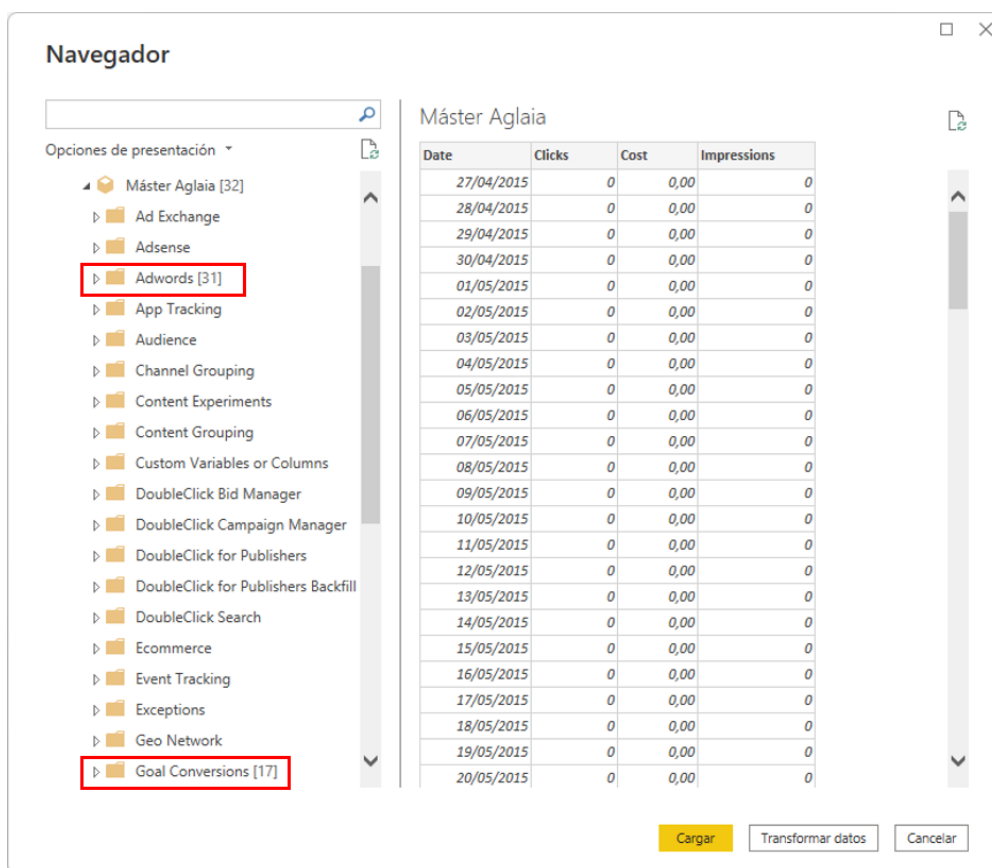 Navegador
Opciones de presentación
Máster Aglaia [32]
Ad Exchange
Adsense
Adwords [31]
App Tracking
Audience
Channel Grouping
Content Experiments
Content Grouping
Custom Variables or Columns
DoubleClick Bid Manager
DoubleClick Campaign Manager
DoubleClick for Publishers
DoubleClick for Publishers Backfill
DoubleClick Search
Ecommerce
Event Tracking
Exceptions
Geo Network
Goal Conversions [17]
Máster Aglaia
Date Clicks Cost Impressions
27/04/2015 0 0,00 0
28/04/2015 0 0,00 0
29/04/2015 0 0,00 0
30/04/2015 0 0,00 0
01/05/2015 0 0,00 0
02/05/2015 0 0,00 0
03/05/2015 0 0,00 0
04/05/2015 0 0,00 0
05/05/2015 0 0,00 0
06/05/2015 0 0,00 0
07/05/2015 0 0,00 0
08/05/2015 0 0,00 0
09/05/2015 0 0,00 0
10/05/2015 0 0,00 0
11/05/2015 0 0,00 0
12/05/2015 0 0,00 0
13/05/2015 0 0,00 0
14/05/2015 0 0,00 0
15/05/2015 0 0,00 0
16/05/2015 0 0,00 0
17/05/2015 0 0,00 0
18/05/2015 0 0,00 0
19/05/2015 0 0,00 0
20/05/2015 0 0,00 0
Cargar Transformar datos Cancelar